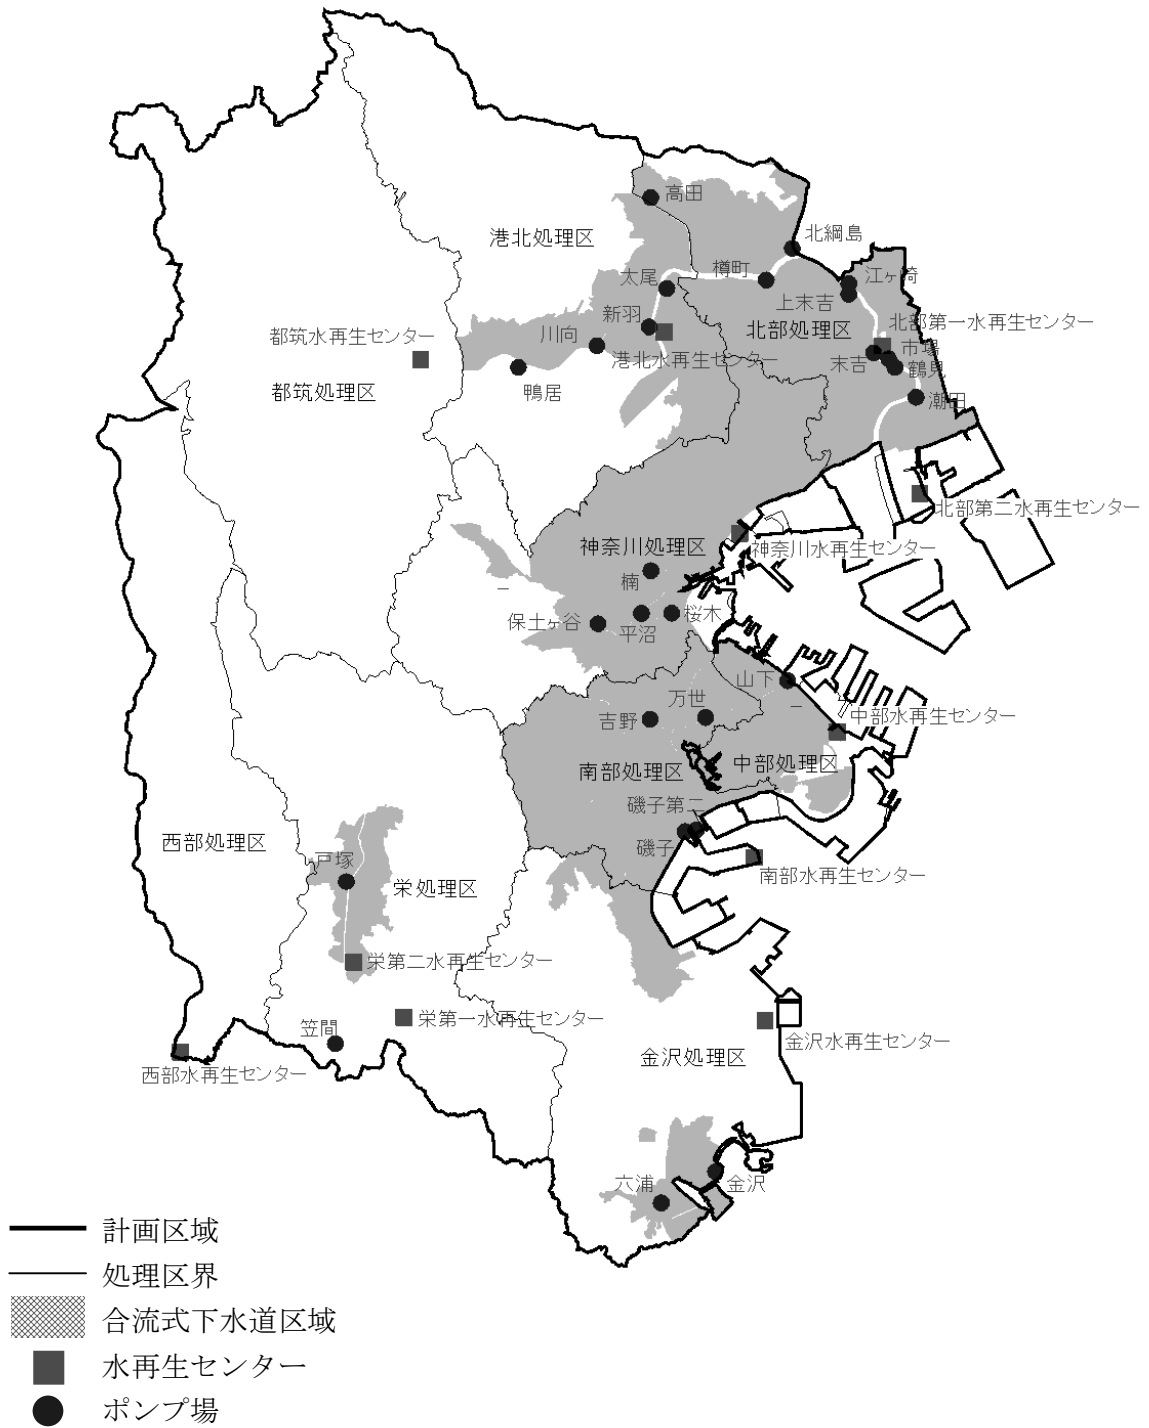 高田
北綱島
港北処理区
樽町
江ヶ崎
太尾
上末吉
新羽
北部第一水再生センター
北部処理区
都筑水再生センター
川向
市場
港北水再生センター
末吉
鶴見
都筑処理区
鴨居
潮田
北部第二水再生センター
神奈川処理区
神奈川水再生センター
楠
保土ヶ谷
平沼
桜木
山下
万世
吉野
中部水再生センター
南部処理区
中部処理区
磯子第二
西部処理区
磯子
戸塚
南部水再生センター
栄処理区
栄第二水再生センター
栄第一水再生センター
笠間
金沢水再生センター
金沢処理区
西部水再生センター
六浦
金沢
計画区域
処理区界
合流式下水道区域
水再生センター
ポンプ場